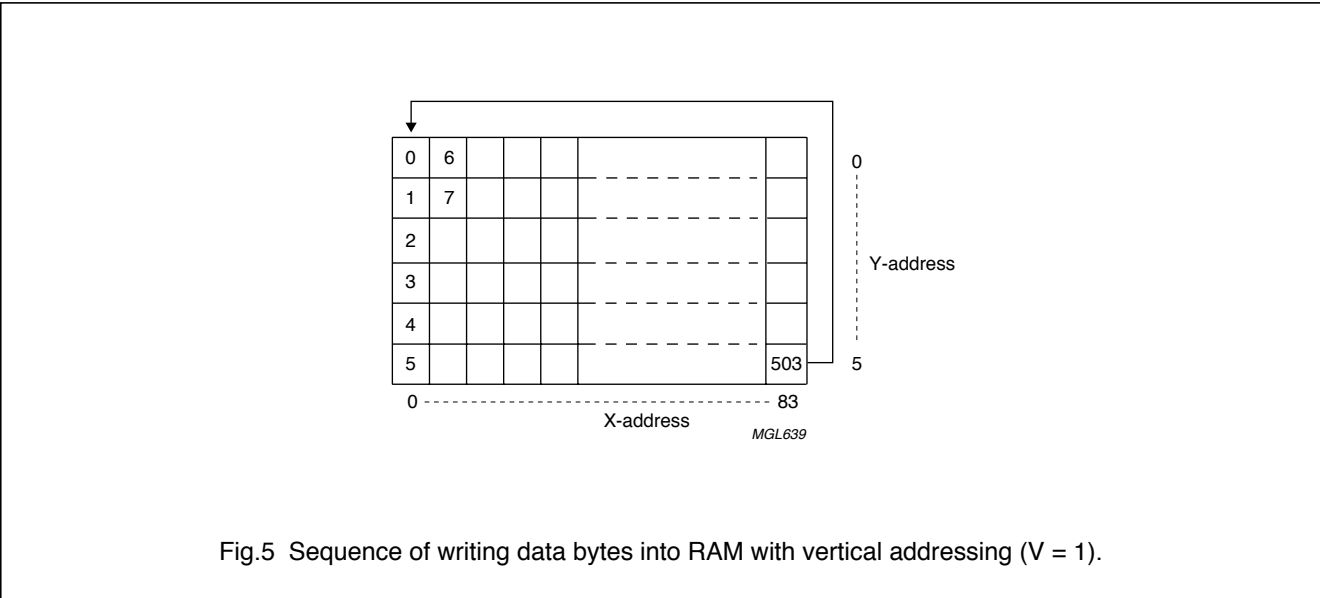 0 6
1 7
2
3
4
5 503
0
Y-address
5
0 83
X-address
MGL639
Fig.5 Sequence of writing data bytes into RAM with vertical addressing (V = 1).